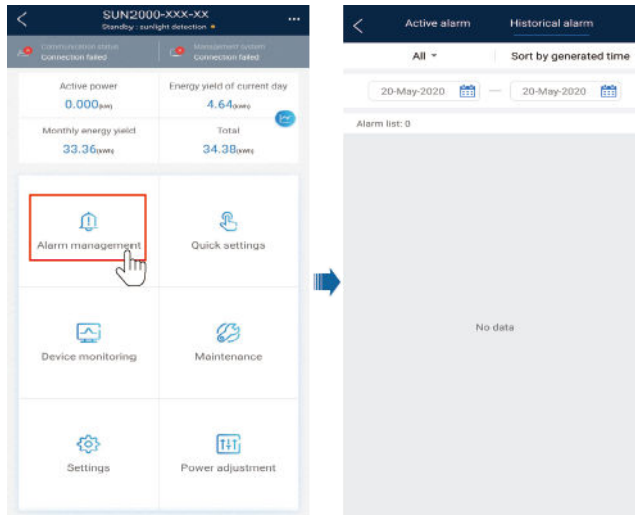 SUN2000-XXX-XX
Standby : sunlight detection
Communication status
Connection failed
Management system
Connection failed
Active power
0.000(kW)
Energy yield of current day
4.64(kWh)
Monthly energy yield
33.36(kWh)
Total
34.38(kWh)
Alarm management
Quick settings
Device monitoring
Maintenance
Settings
Power adjustment
Active alarm
Historical alarm
All
Sort by generated time
20-May-2020
—
20-May-2020
Alarm list: 0
No data